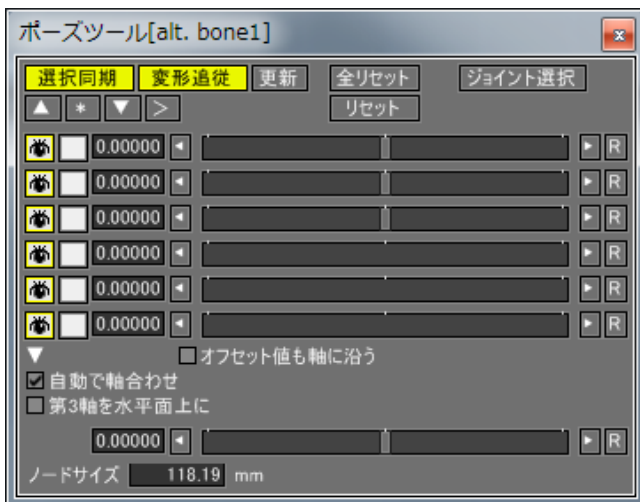 ポーズツール[alt. bone1]
選択同期 変形追従 更新 全リセット ジョイント選択
▲ * ▼ > リセット
0.00000 R
0.00000 R
0.00000 R
0.00000 R
0.00000 R
0.00000 R
▼ オフセット値も軸に沿う
自動で軸合わせ
第3軸を水平面上に
0.00000 R
ノードサイズ 118.19 mm